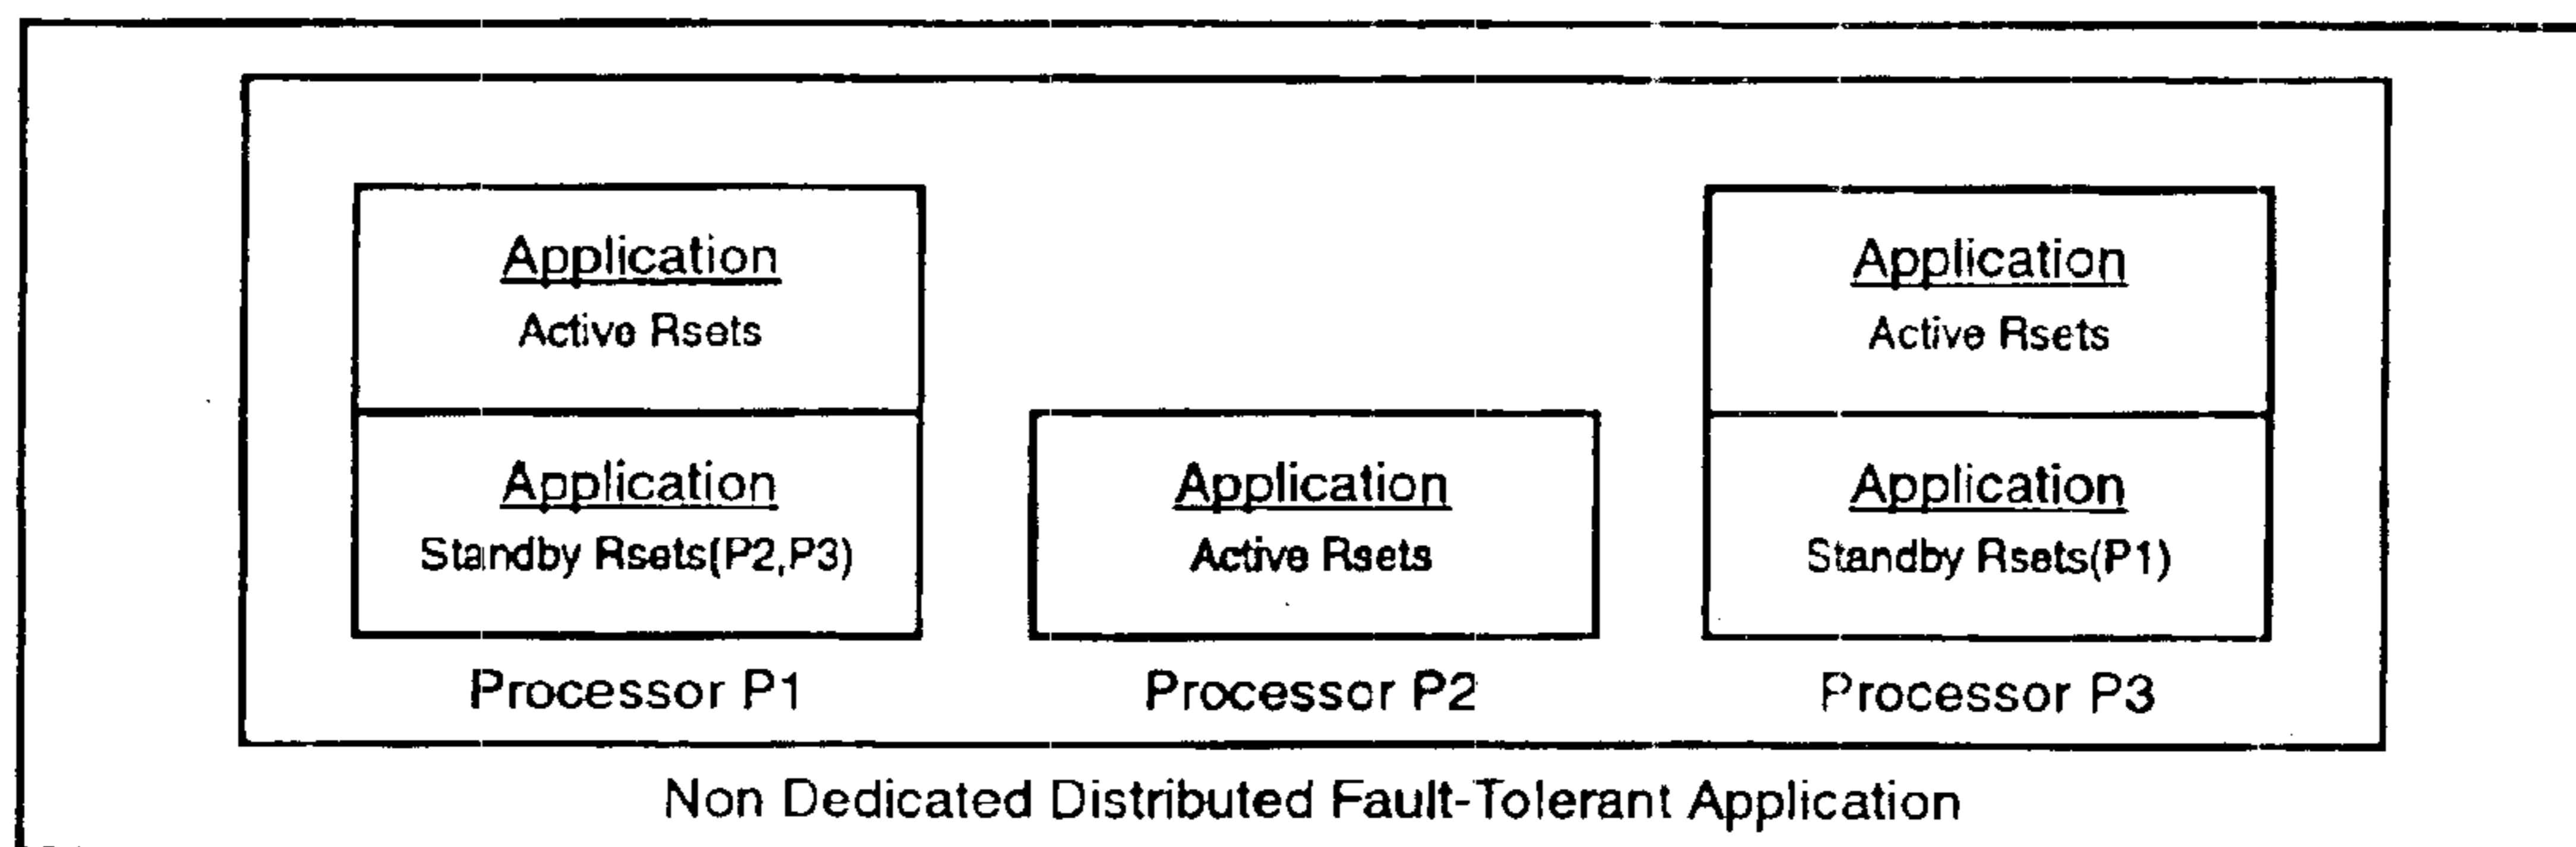 Application
Active Rsets
Application
Standby Rsets(P2,P3)
Processor P1
Application
Active Rsets
Processor P2
Application
Active Rsets
Application
Standby Rsets(P1)
Processor P3
Non Dedicated Distributed Fault-Tolerant Application